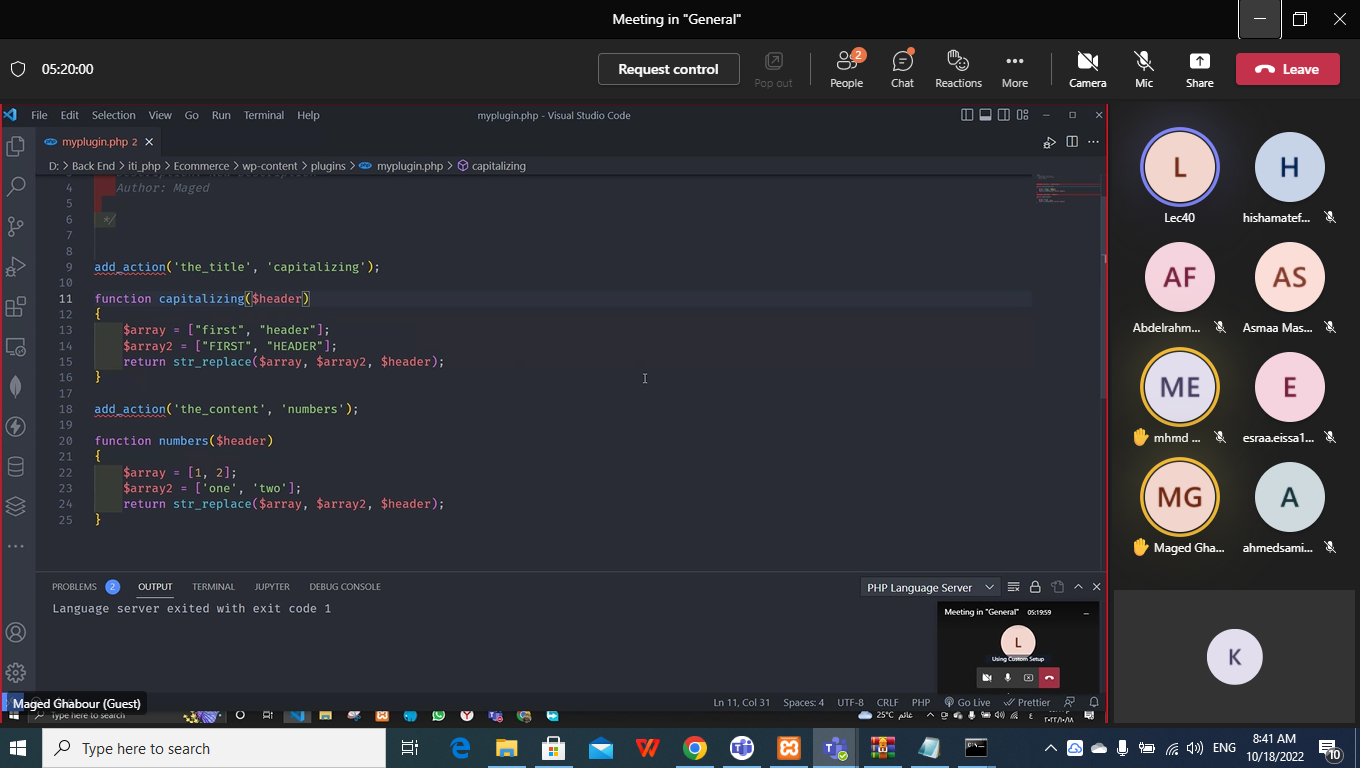 Meeting in "General"
05:20:00
Request control
Pop out
2
People
Chat
Reactions
More
Camera
Mic
Share
Leave
File Edit Selection View Go Run Terminal Help
myplugin.php - Visual Studio Code
myplugin.php 2
D: > Back End > iti_php > Ecommerce > wp-content > plugins > myplugin.php > capitalizing
4 Author: Maged
5
6 */
7
8
9 add_action('the_title', 'capitalizing');
10
11 function capitalizing($header)
12 {
13 $array = ["first", "header"];
14 $array2 = ["FIRST", "HEADER"];
15 return str_replace($array, $array2, $header);
16 }
17
18 add_action('the_content', 'numbers');
19
20 function numbers($header)
21 {
22 $array = [1, 2];
23 $array2 = ['one', 'two'];
24 return str_replace($array, $array2, $header);
25 }
PROBLEMS 2 OUTPUT TERMINAL JUPYTER DEBUG CONSOLE
PHP Language Server
Language server exited with exit code 1
Meeting in "General" 05:19:59
L
Using Custom Setup
Ln 11, Col 31 Spaces: 4 UTF-8 CRLF PHP Go Live Prettier
Maged Ghabour (Guest)
Type here to search
25°C غائم
L
Lec40
H
hishamatef...
AF
Abdelrahm...
AS
Asmaa Mas...
ME
mhmd ...
E
esraa.eissa1...
MG
Maged Gha...
A
ahmedsami...
K
Type here to search
ENG
8:41 AM
10/18/2022
10